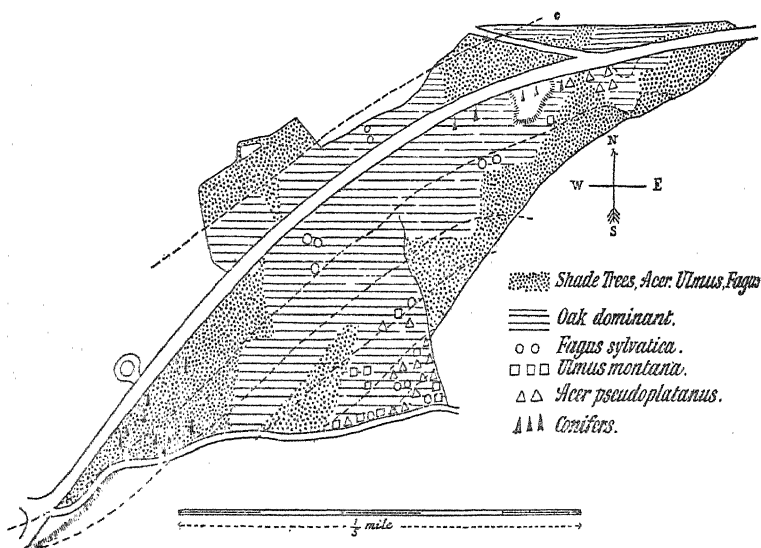 c
N
W E
S
Shade Trees, Acer. Ulmus, Fagus
Oak dominant.
Fagus sylvatica.
Ulmus montana.
Acer pseudoplatanus.
Conifers.
⅓ mile